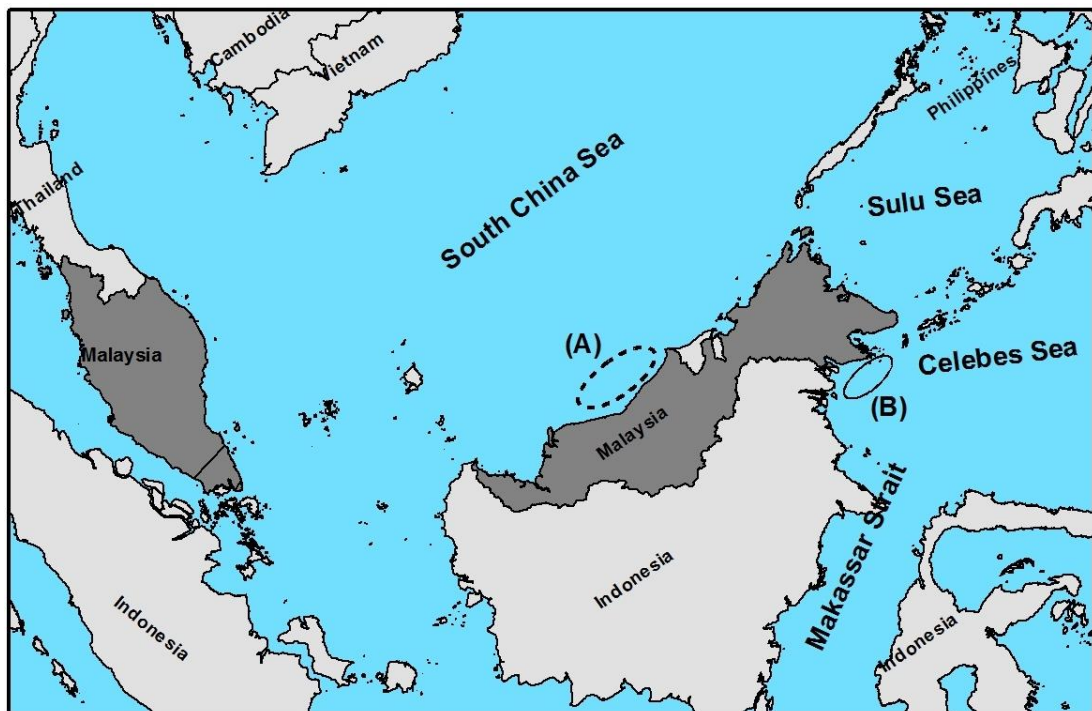 Cambodia
Vietnam
Philippines
Thailand
South China Sea
Sulu Sea
Malaysia
(A)
Celebes Sea
(B)
Malaysia
Makassar Strait
Indonesia
Indonesia
Indonesia